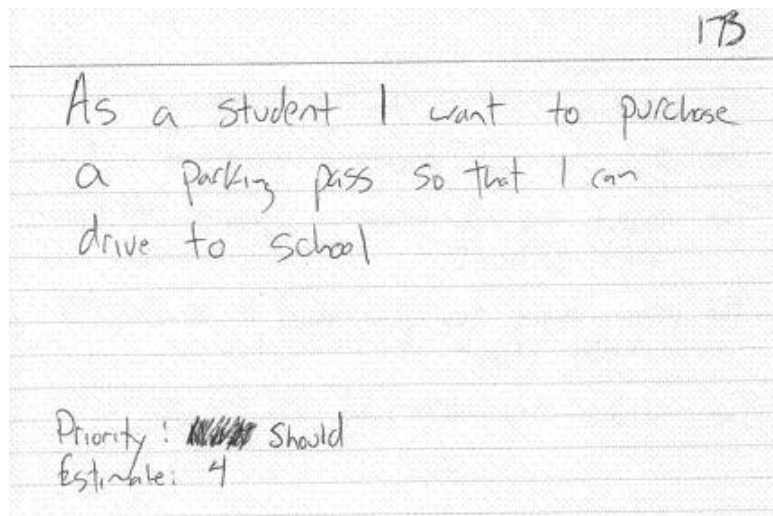 173
As a student I want to purchase
a parking pass so that I can
drive to school
Priority: Should
Estimate: 4